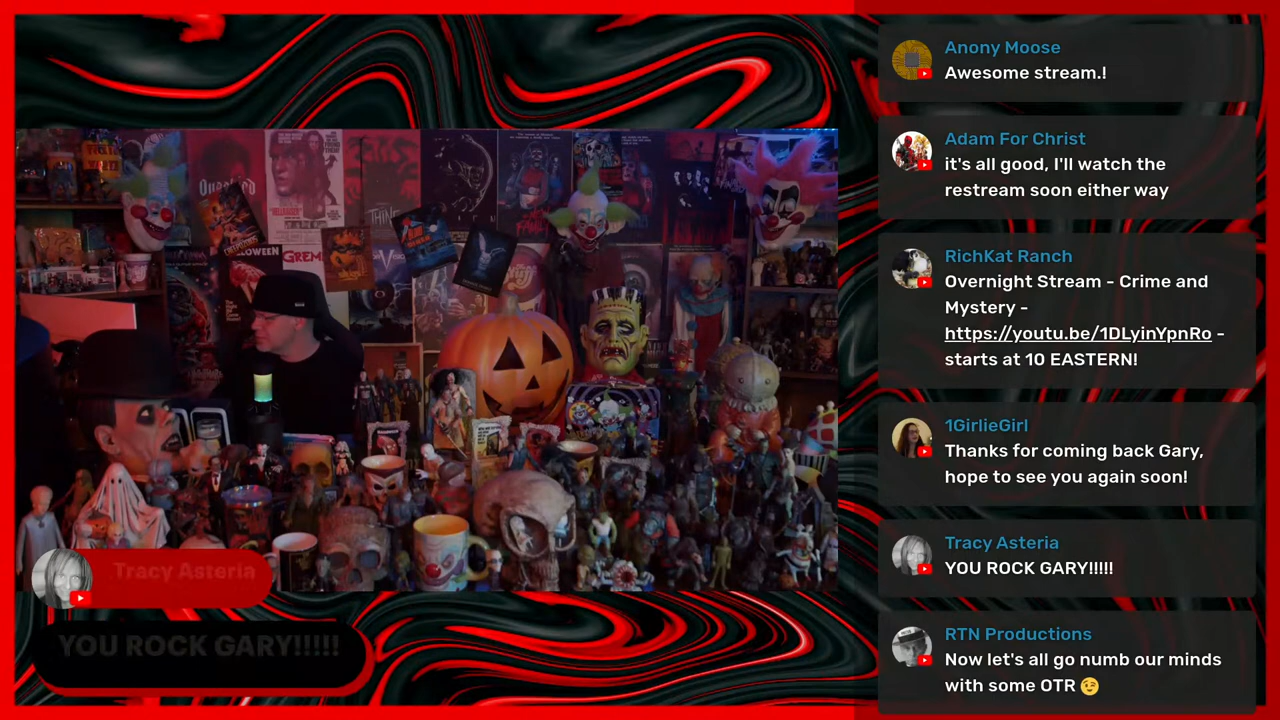 Anony Moose
Awesome stream.!
Adam For Christ
it's all good, I'll watch the
restream soon either way
RichKat Ranch
Overnight Stream - Crime and
Mystery -
https://youtu.be/1DLyinYpnRo -
starts at 10 EASTERN!
1GirlieGirl
Thanks for coming back Gary,
hope to see you again soon!
Tracy Asteria
YOU ROCK GARY!!!!!
RTN Productions
Now let's all go numb our minds
with some OTR 😉
Tracy Asteria
YOU ROCK GARY!!!!!